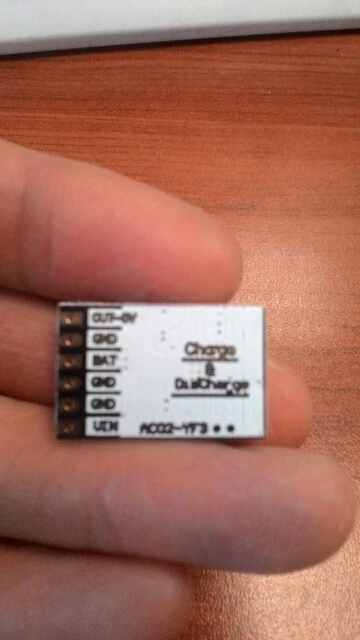 OUT-5V
GND
BAT
GND
GND
VIN
Charge
&
DisCharge
AC02-YF3